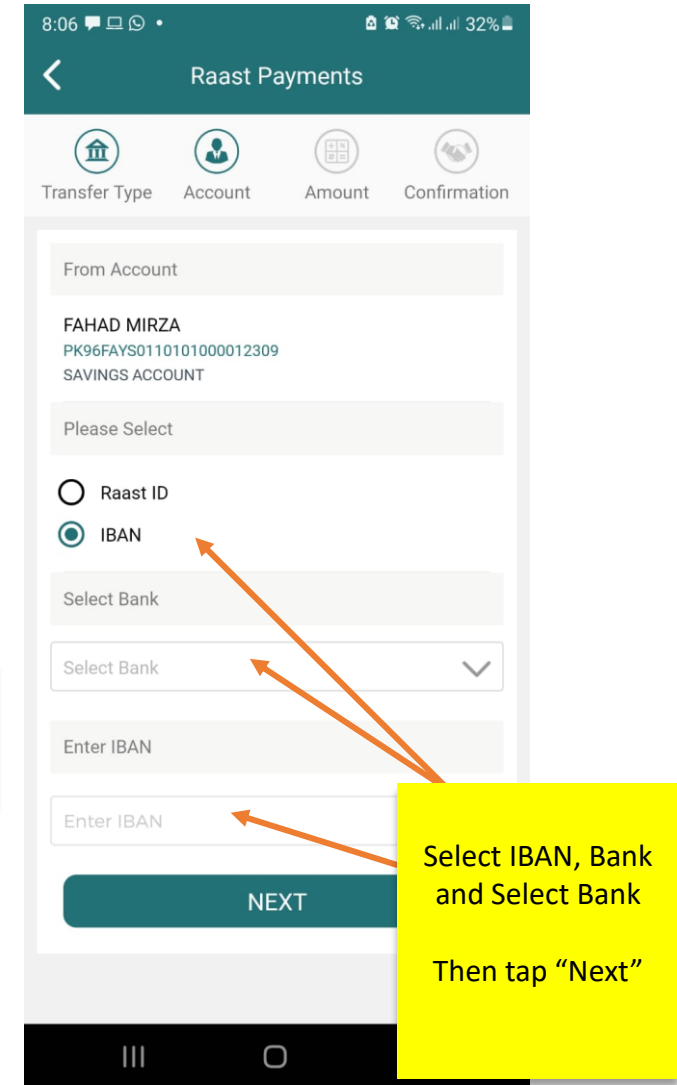 8:06
32%
Raast Payments
Transfer Type Account Amount Confirmation
From Account
FAHAD MIRZA
PK96FAYS0110101000012309
SAVINGS ACCOUNT
Please Select
Raast ID
IBAN
Select Bank
Select Bank
Enter IBAN
Enter IBAN
NEXT
Select IBAN, Bank
and Select Bank
Then tap “Next”